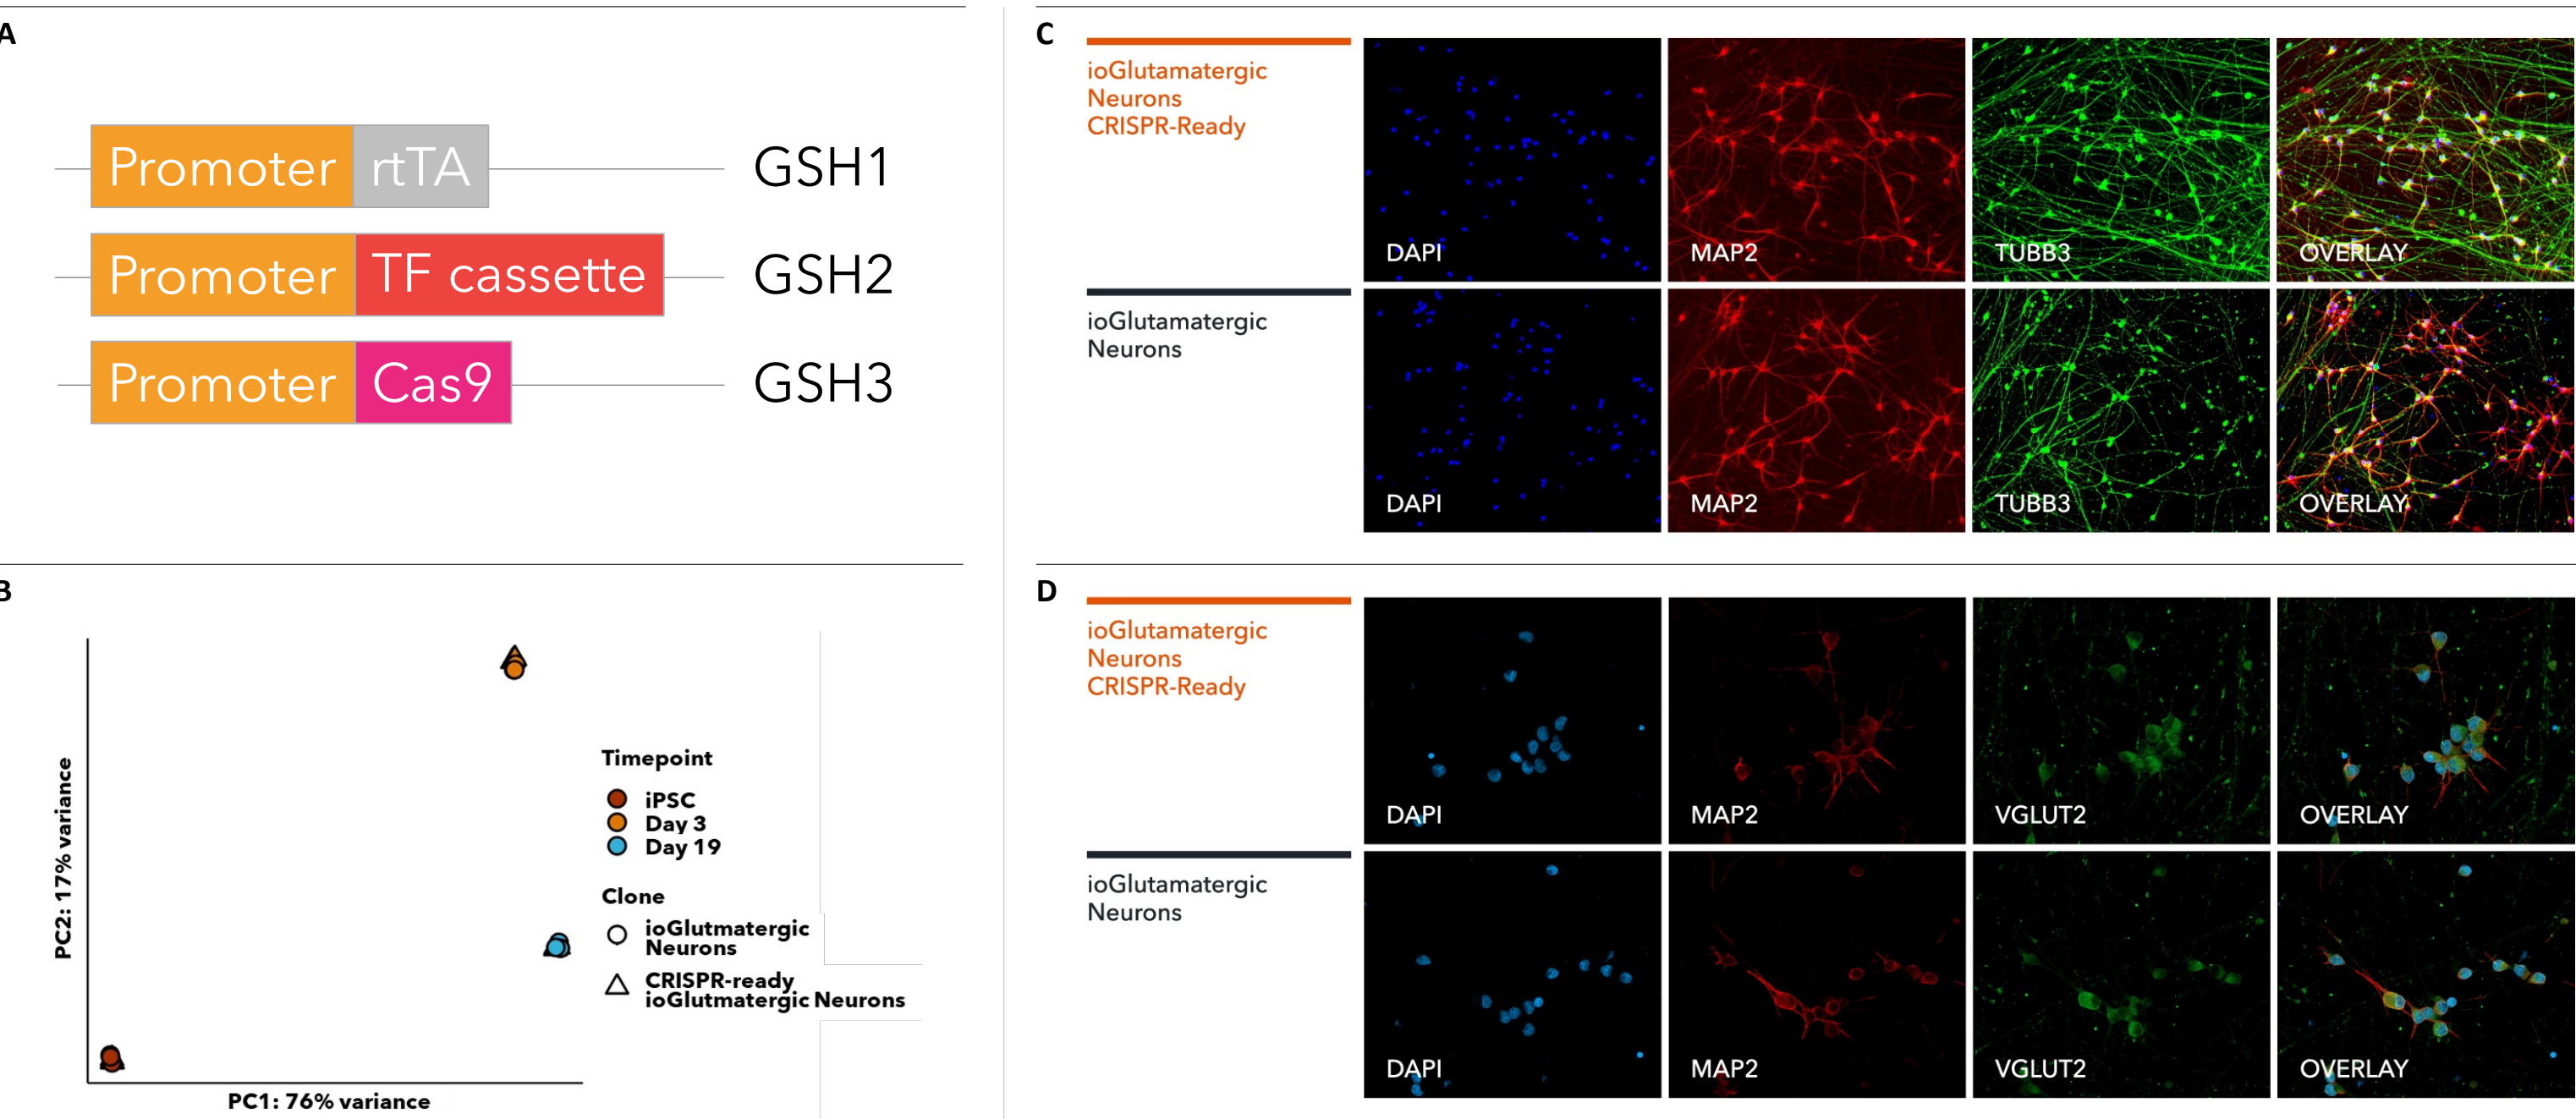 A
Promoter rtTA GSH1
Promoter TF cassette GSH2
Promoter Cas9 GSH3
B
PC2: 17% variance
PC1: 76% variance
Timepoint
iPSC
Day 3
Day 19
Clone
ioGlutmatergic
Neurons
CRISPR-ready
ioGlutmatergic Neurons
C
ioGlutamatergic
Neurons
CRISPR-Ready
DAPI MAP2 TUBB3 OVERLAY
ioGlutamatergic
Neurons
DAPI MAP2 TUBB3 OVERLAY
D
ioGlutamatergic
Neurons
CRISPR-Ready
DAPI MAP2 VGLUT2 OVERLAY
ioGlutamatergic
Neurons
DAPI MAP2 VGLUT2 OVERLAY